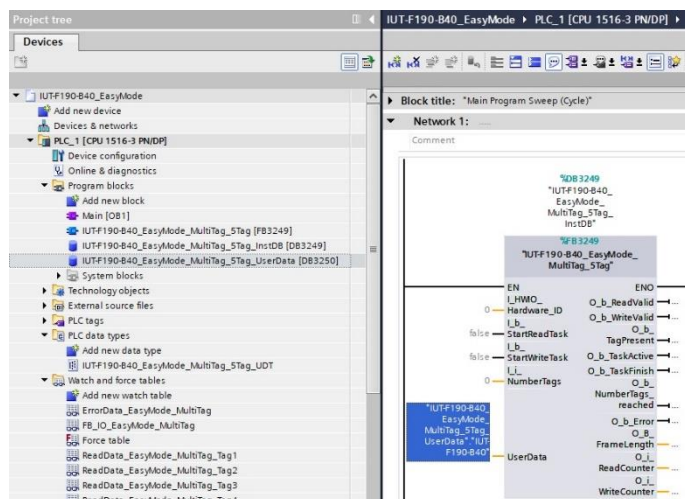 Project tree
Devices
IUT-F190-B40_EasyMode
Add new device
Devices & networks
PLC_1 [CPU 1516-3 PN/DP]
Device configuration
Online & diagnostics
Program blocks
Add new block
Main [OB1]
IUT-F190-B40_EasyMode_MultiTag_5Tag [FB3249]
IUT-F190-B40_EasyMode_MultiTag_5Tag_InstDB [DB3249]
IUT-F190-B40_EasyMode_MultiTag_5Tag_UserData [DB3250]
System blocks
Technology objects
External source files
PLC tags
PLC data types
Add new data type
IUT-F190-B40_EasyMode_MultiTag_5Tag_UDT
Watch and force tables
Add new watch table
ErrorData_EasyMode_MultiTag
FB_IO_EasyMode_MultiTag
Force table
ReadData_EasyMode_MultiTag_Tag1
ReadData_EasyMode_MultiTag_Tag2
ReadData_EasyMode_MultiTag_Tag3
IUT-F190-B40_EasyMode PLC_1 [CPU 1516-3 PN/DP]
Block title: "Main Program Sweep (Cycle)"
Network 1: ......
Comment
%DB3249
"IUT-F190-B40_
EasyMode_
MultiTag_5Tag_
InstDB"
%FB3249
"IUT-F190-B40_EasyMode_
MultiTag_5Tag"
EN ENO
I_HWIO_
0 Hardware_ID
I_b_
false StartReadTask
I_b_
false StartWriteTask
I_i_
0 NumberTags
"IUT-F190-B40_
EasyMode_
MultiTag_5Tag_
UserData"."IUT-
F190-B40"
UserData
O_b_ReadValid ...
O_b_WriteValid ...
O_b_
TagPresent ...
O_b_TaskActive ...
O_b_TaskFinish ...
O_b_
NumberTags_
reached ...
O_b_Error ...
O_B_
FrameLength ...
O_i_
ReadCounter ...
O_i_
WriteCounter ...